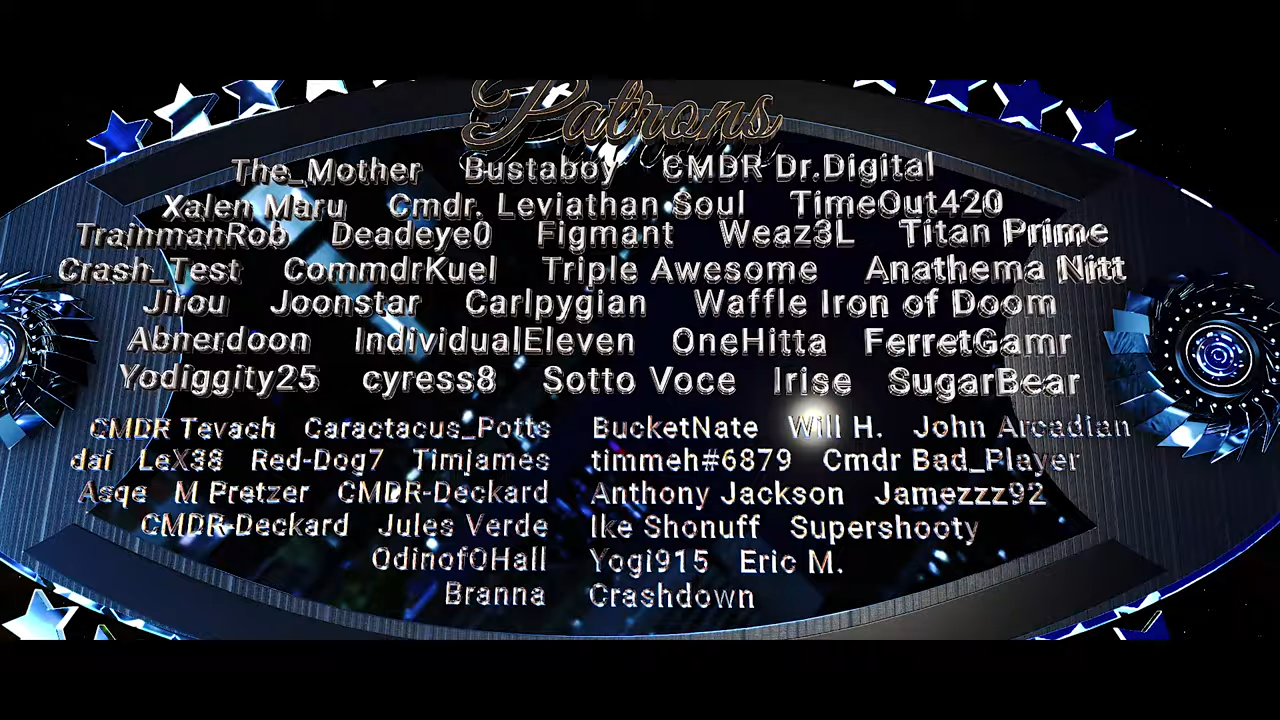 Patrons
The_Mother Bustaboy CMDR Dr.Digital
Xalen Maru Cmdr. Leviathan Soul TimeOut420
TrainmanRob Deadeye0 Figmant Weaz3L Titan Prime
Crash_Test CommdrKuel Triple Awesome Anathema Nitt
Jirou Joonstar Carlpygian Waffle Iron of Doom
Abnerdoon IndividualEleven OneHitta FerretGamr
Yodiggity25 cyress8 Sotto Voce Irise SugarBear
CMDR Tevach Caractacus_Potts BucketNate Will H. John Arcadian
dai LeX38 Red-Dog7 Timjames timmeh#6879 Cmdr Bad_Player
Asqe M Pretzer CMDR-Deckard Anthony Jackson Jamezzz92
CMDR-Deckard Jules Verde Ike Shonuff Supershooty
OdinofOHall Yogi915 Eric M.
Branna Crashdown